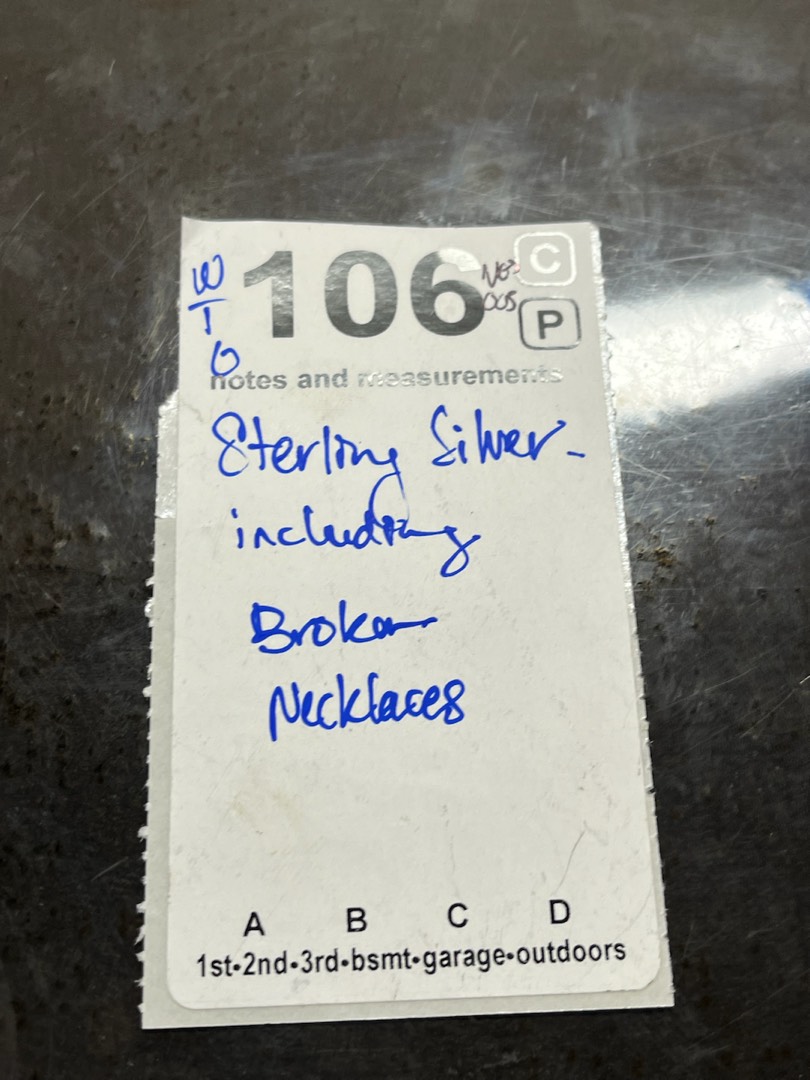 W 106 C
T P
O
notes and measurements
Sterling Silver-
including
Broken
Necklaces
A B C D
1st•2nd•3rd•bsmt•garage•outdoors